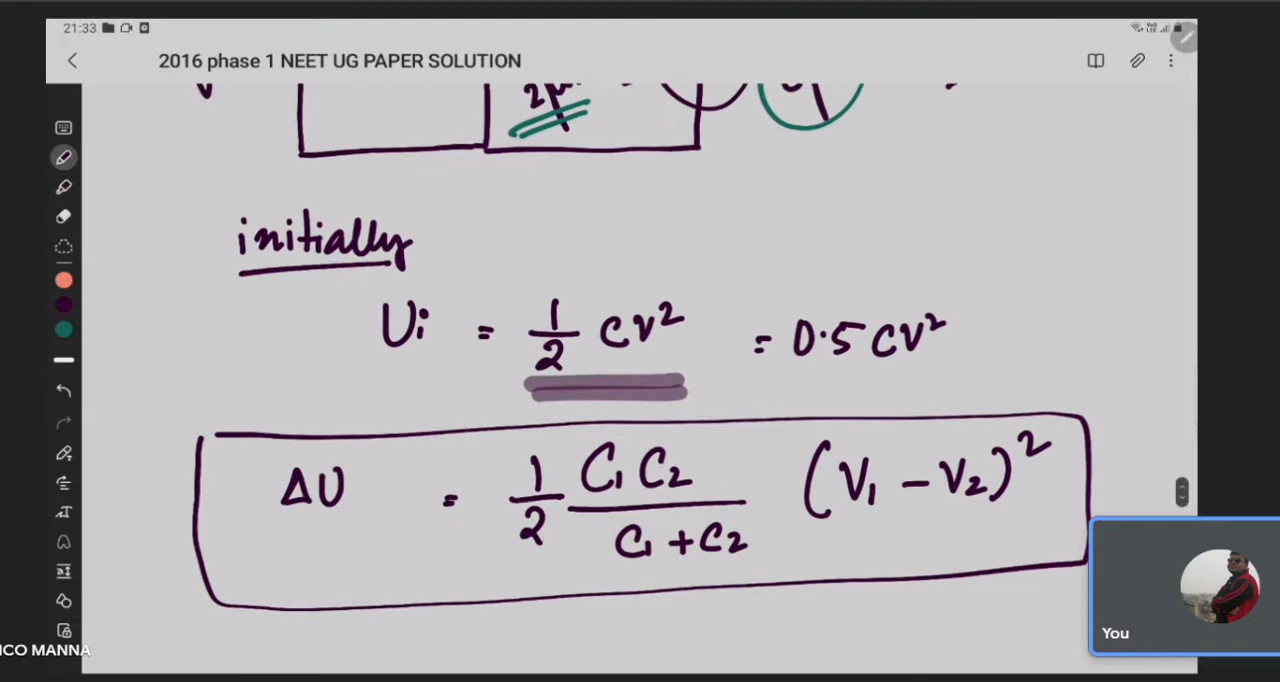 21:33
2016 phase 1 NEET UG PAPER SOLUTION
initially
Ui = 1/2 CV² = 0.5 CV²
ΔU = 1/2 C₁C₂/C₁+C₂ (V₁ – V₂)²
You
ICO MANNA